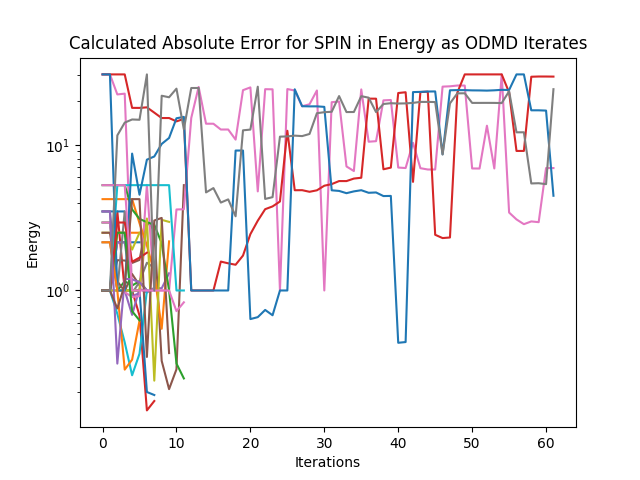 Calculated Absolute Error for SPIN in Energy as ODMD Iterates
Energy
10¹
10⁰
0 10 20 30 40 50 60
Iterations